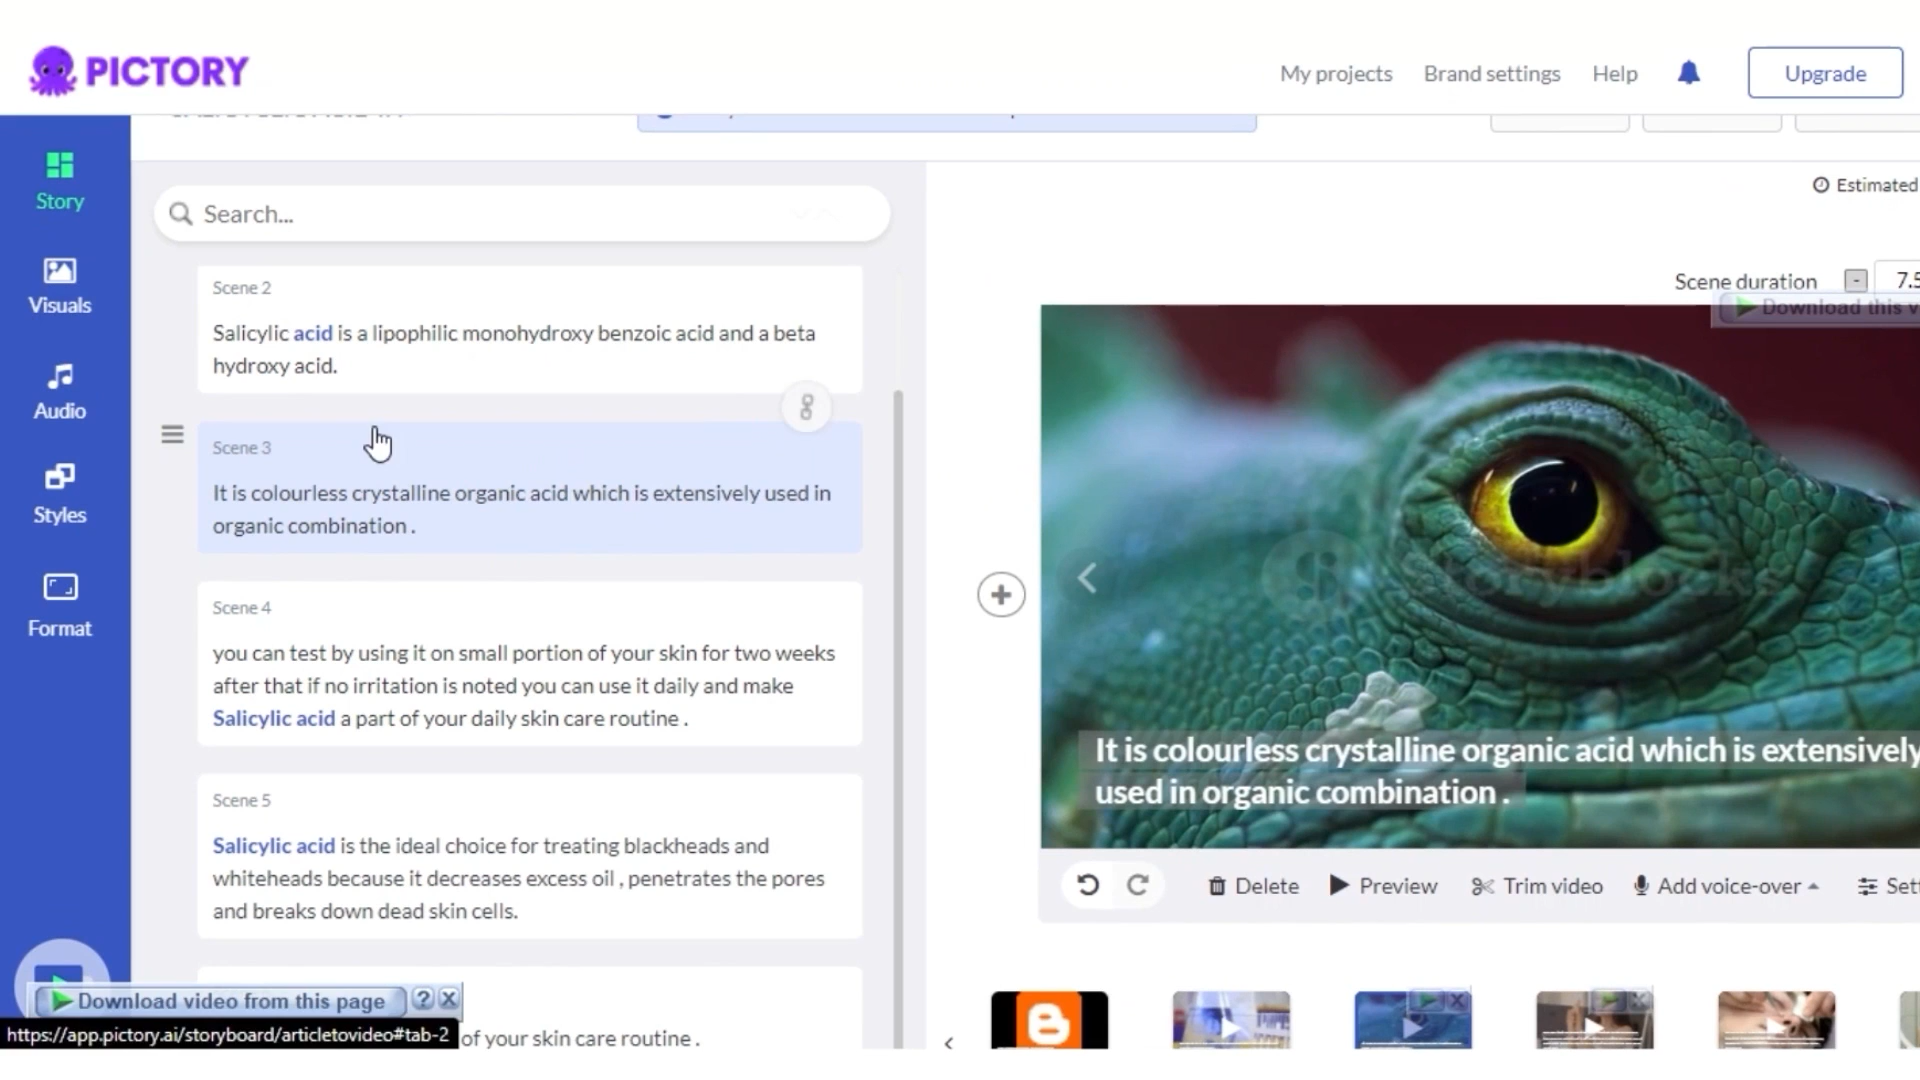 PICTORY
My projects
Brand settings
Help
Upgrade
Story
Visuals
Audio
Styles
Format
Search...
Scene 2
Salicylic acid is a lipophilic monohydroxy benzoic acid and a beta
hydroxy acid.
Scene 3
It is colourless crystalline organic acid which is extensively used in
organic combination .
Scene 4
you can test by using it on small portion of your skin for two weeks
after that if no irritation is noted you can use it daily and make
Salicylic acid a part of your daily skin care routine .
Scene 5
Salicylic acid is the ideal choice for treating blackheads and
whiteheads because it decreases excess oil , penetrates the pores
and breaks down dead skin cells.
of your skin care routine .
Download video from this page
? X
https://app.pictory.ai/storyboard/articletovideo#tab-2
Estimated
Scene duration - 7.5
Download this v
Storyblocks
It is colourless crystalline organic acid which is extensively
used in organic combination .
Delete
Preview
Trim video
Add voice-over
Sett